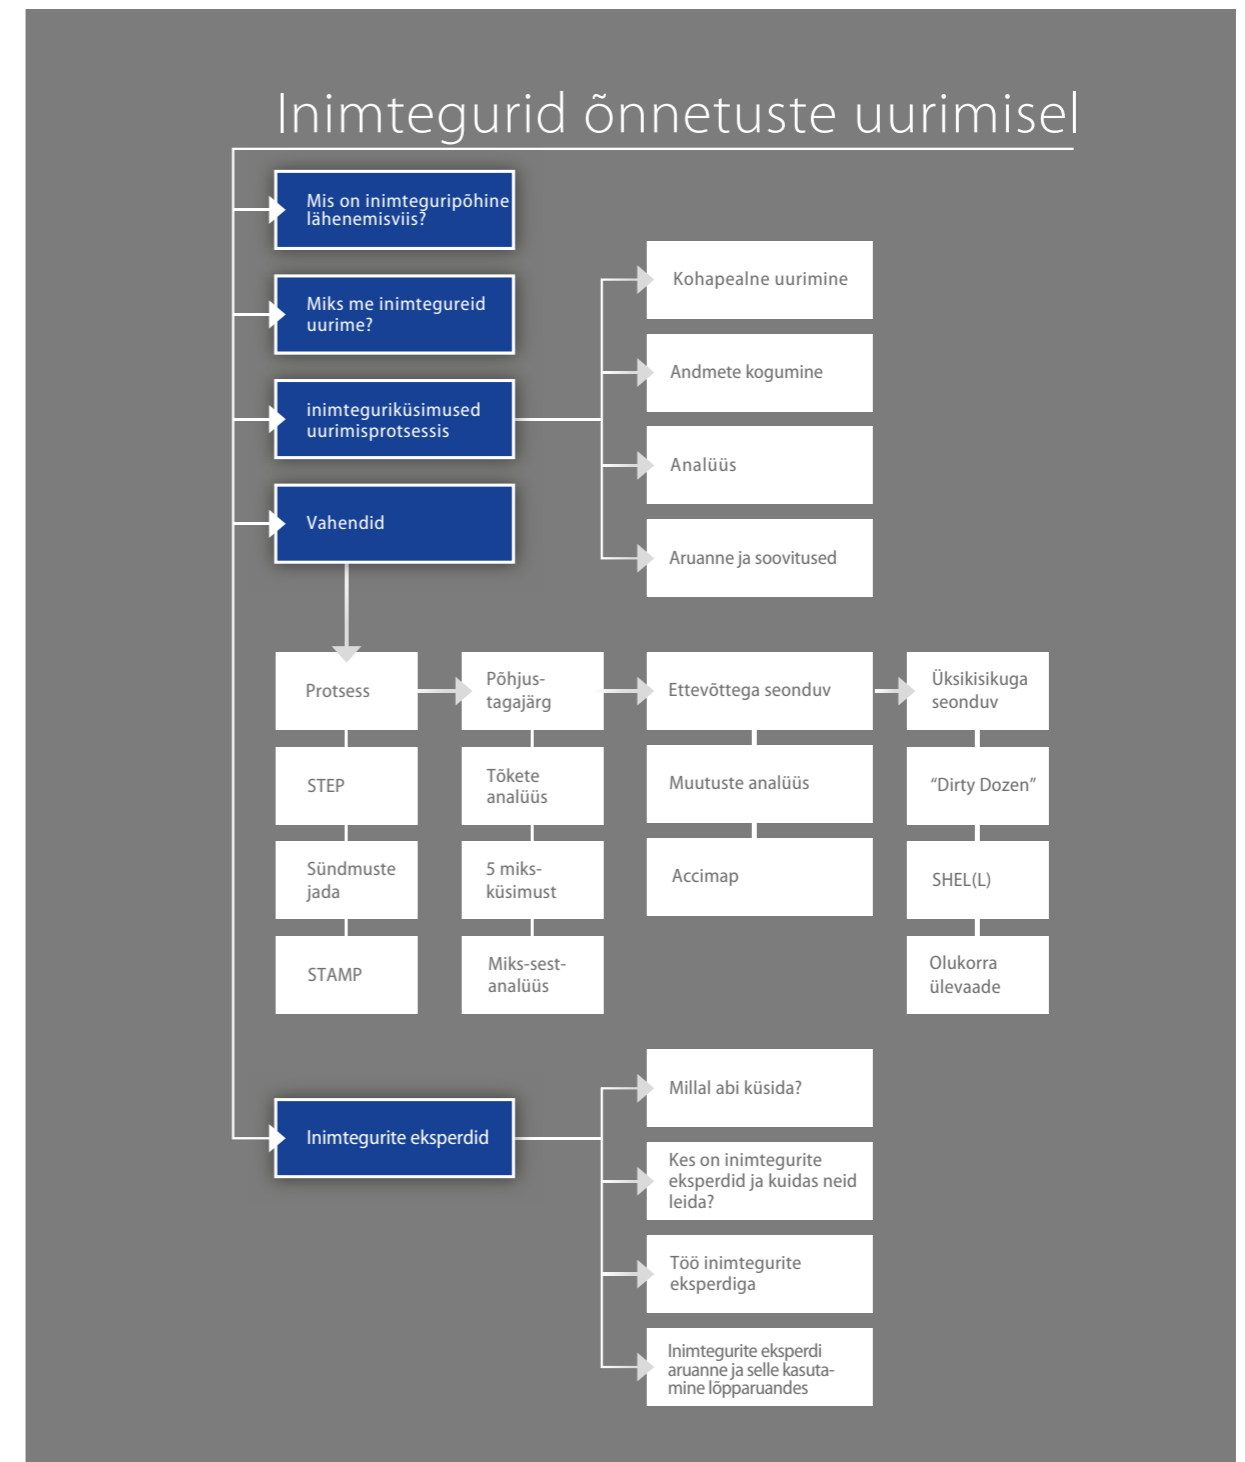 Inimtegurid õnnetuste uurimisel
Mis on inimteguripõhine
lähenemisviis?
Miks me inimtegureid
uurime?
inimteguriküsimused
uurimisprotsessis
Vahendid
Kohapealne uurimine
Andmete kogumine
Analüüs
Aruanne ja soovitused
Protsess
STEP
Sündmuste
jada
STAMP
Põhjus-
tagajärg
Tõkete
analüüs
5 miks-
küsimust
Miks-sest-
analüüs
Ettevõttega seonduv
Muutuste analüüs
Accimap
Üksikisikuga
seonduv
“Dirty Dozen”
SHEL(L)
Olukorra
ülevaade
Inimtegurite eksperdid
Millal abi küsida?
Kes on inimtegurite
eksperdid ja kuidas neid
leida?
Töö inimtegurite
eksperdiga
Inimtegurite eksperdi
aruanne ja selle kasuta-
mine lõpparuandes